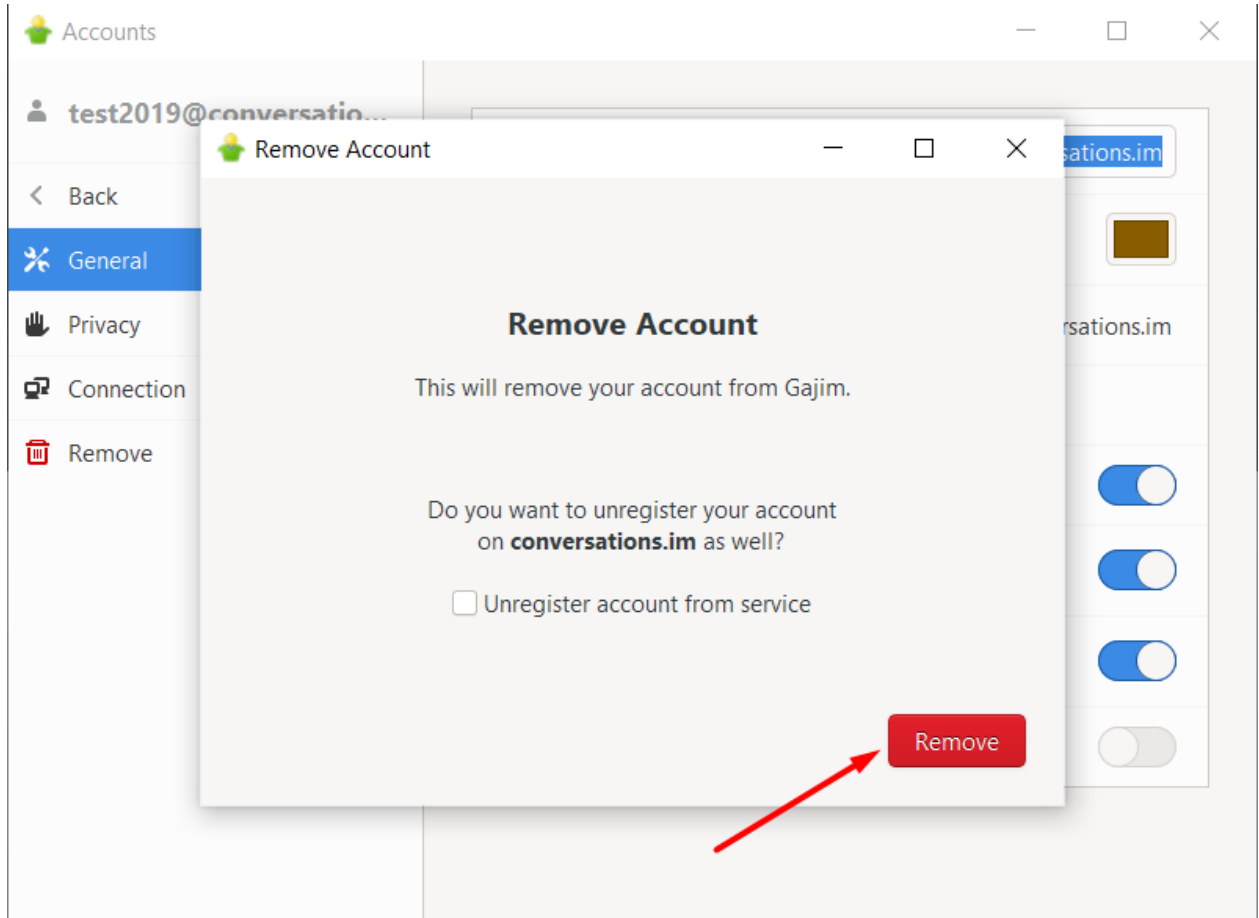 Accounts
test2019@conversatio...
Remove Account
sations.im
Back
General
Remove Account
Privacy
rsations.im
This will remove your account from Gajim.
Connection
Remove
Do you want to unregister your account
on conversations.im as well?
Unregister account from service
Remove